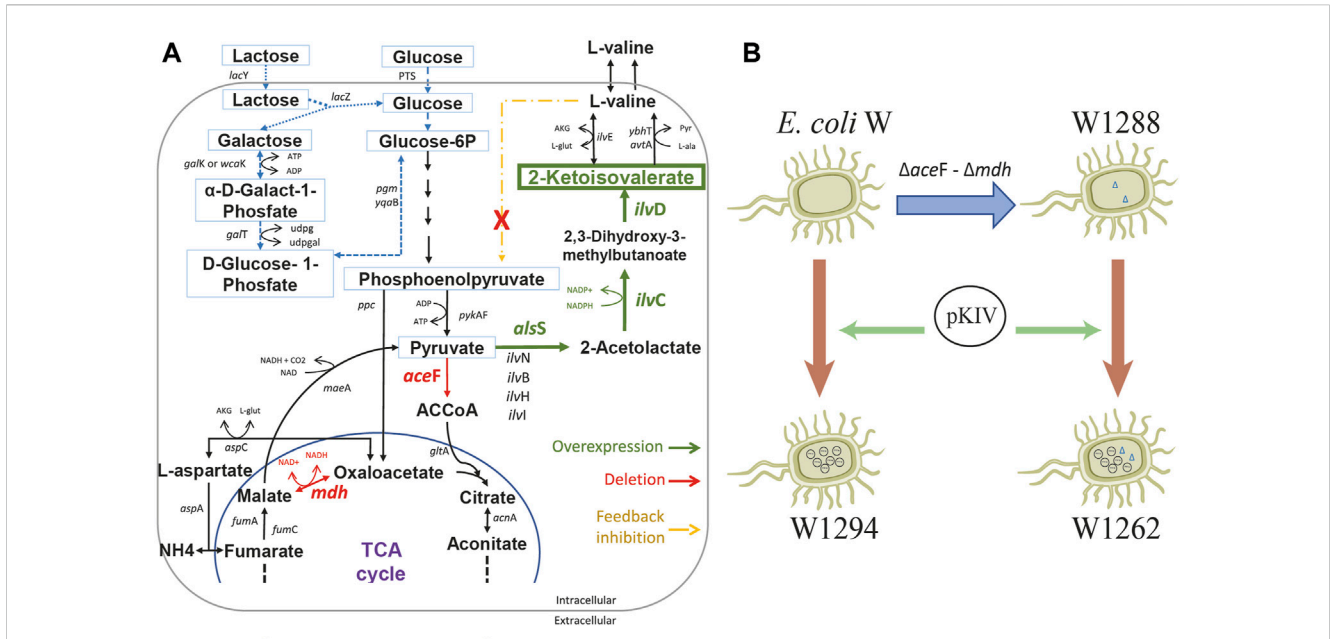 A
Lactose
lacY
Lactose
lacZ
Glucose
PTS
Glucose
Galactose
galK or wcaK
ATP
ADP
α-D-Galact-1-
Phosfate
galT
udpg
udpgal
D-Glucose- 1-
Phosfate
Glucose-6P
pgm
yqaB
L-valine
L-valine
AKG
L-glut
ilvE
ybhT
avtA
Pyr
L-ala
2-Ketoisovalerate
ilvD
2,3-Dihydroxy-3-
methylbutanoate
X
NADP+
NADPH
ilvC
Phosphoenolpyruvate
ppc
ADP
ATP
pykAF
Pyruvate
alsS
2-Acetolactate
ilvN
ilvB
ilvH
ilvI
NADH + CO2
NAD
maeA
aceF
ACCoA
gltA
AKG
L-glut
aspC
L-aspartate
NAD+
NADH
mdh
Oxaloacetate
Malate
Citrate
aspA
fumA
fumC
acnA
NH4
Fumarate
Aconitate
TCA
cycle
Overexpression
Deletion
Feedback
inhibition
Intracellular
Extracellular
B
E. coli W
W1288
ΔaceF - Δmdh
Δ
Δ
pKIV
Δ
Δ
W1294
W1262